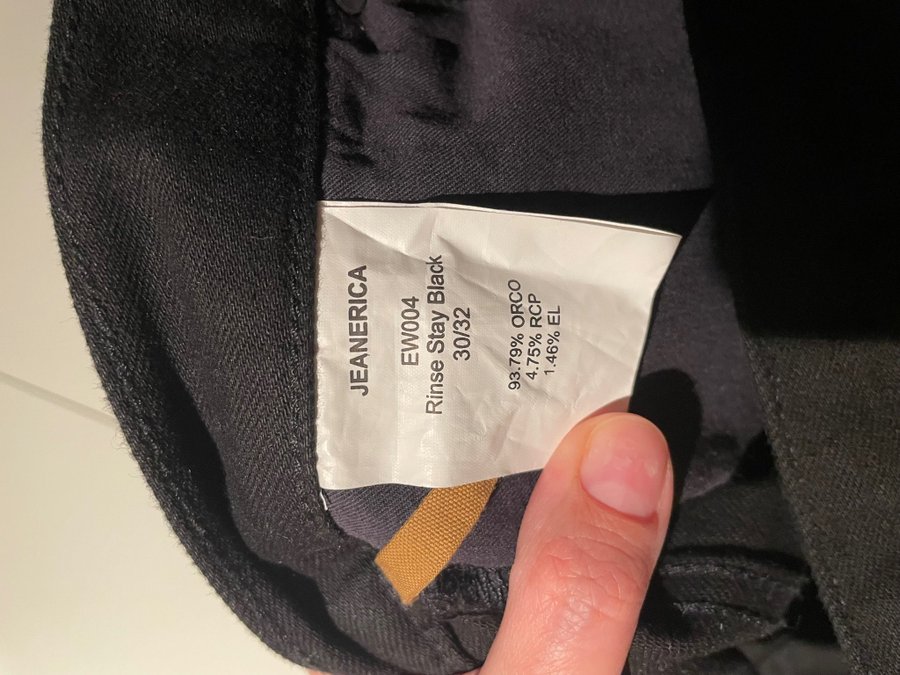 JEANERICA
EW004
Rinse Stay Black
30/32
93.79% ORCO
4.75% RCP
1.46% EL